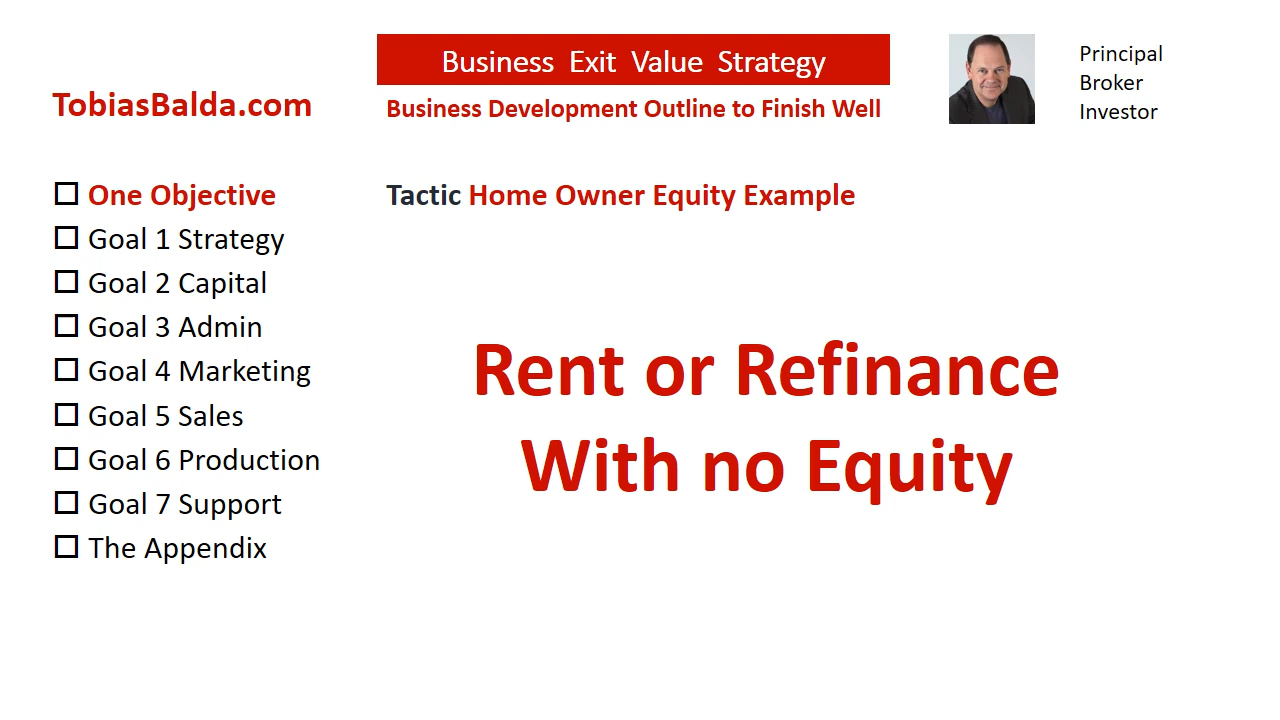 Business Exit Value Strategy
TobiasBalda.com
Business Development Outline to Finish Well
Principal
Broker
Investor
One Objective
Goal 1 Strategy
Goal 2 Capital
Goal 3 Admin
Goal 4 Marketing
Goal 5 Sales
Goal 6 Production
Goal 7 Support
The Appendix
Tactic Home Owner Equity Example
Rent or Refinance
With no Equity